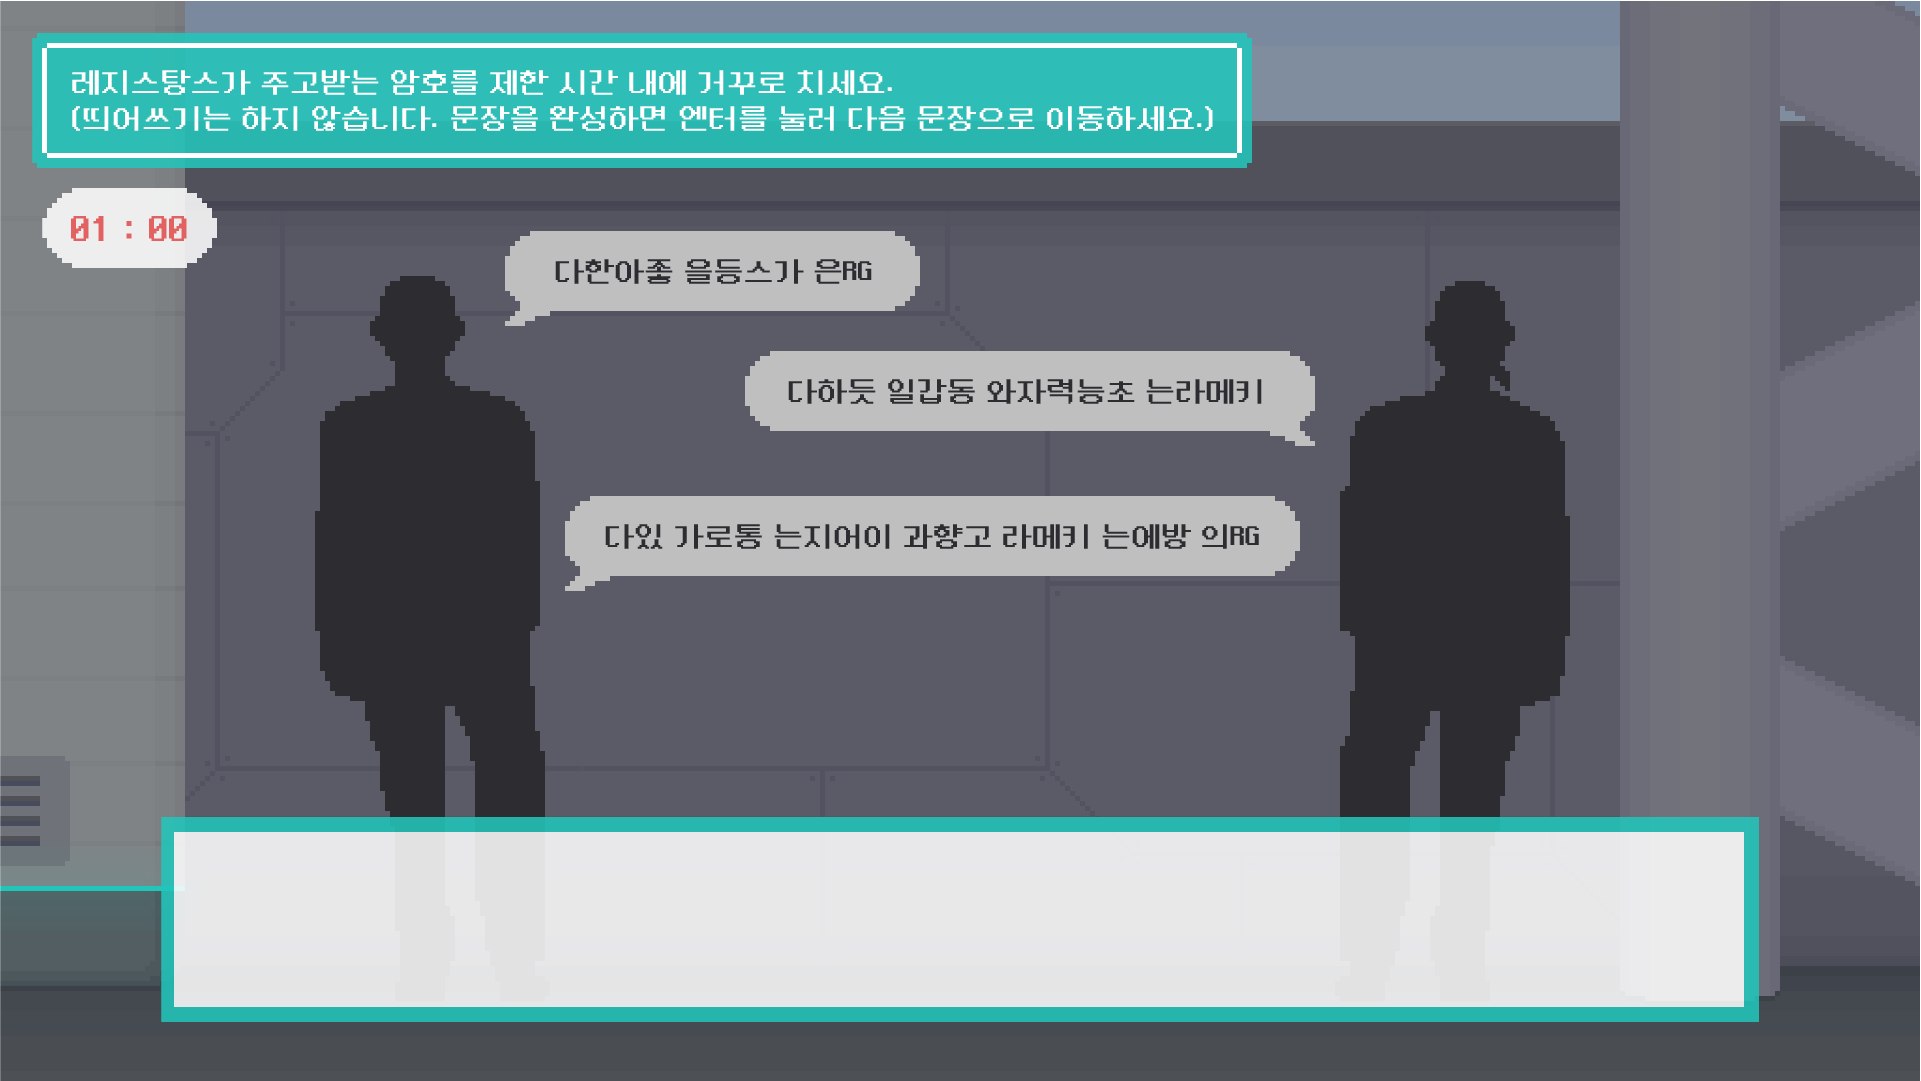 레지스탕스가 주고받는 암호를 제한 시간 내에 거꾸로 치세요.
(띄어쓰기는 하지 않습니다. 문장을 완성하면 엔터를 눌러 다음 문장으로 이동하세요.)
01 : 00
다한아좋 을등스가 은RG
다하듯 일갑동 와자력능초 는라메키
다있 가로통 는지어이 과향고 라메키 는에방 의RG